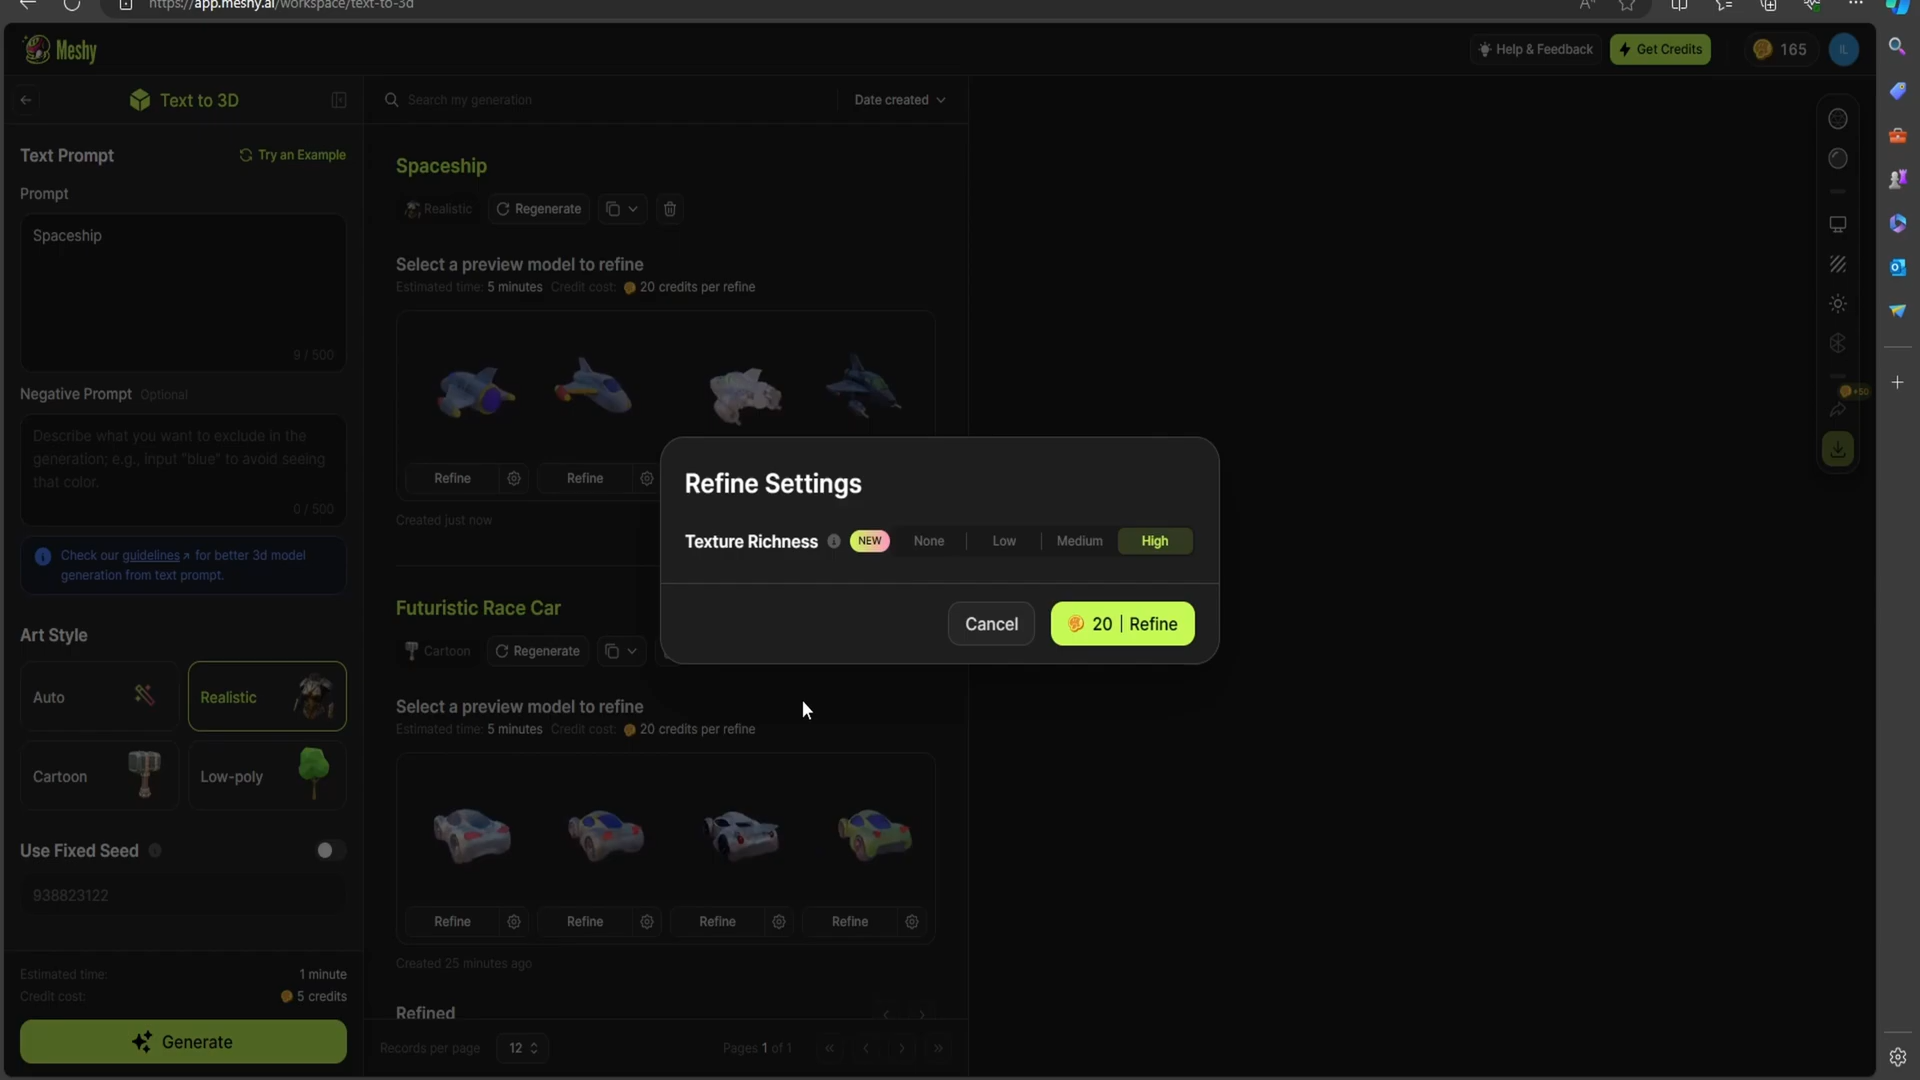 https://app.meshy.ai/workspace/text-to-3d
Meshy
Help & Feedback
Get Credits
165
IL
Text to 3D
Search my generation
Date created
Text Prompt
Try an Example
Prompt
Spaceship
9 / 500
Negative Prompt Optional
Describe what you want to exclude in the
generation; e.g., input "blue" to avoid seeing
that color.
0 / 500
Check our guidelines for better 3d model
generation from text prompt.
Art Style
Auto
Realistic
Cartoon
Low-poly
Use Fixed Seed
938823122
Estimated time: 1 minute
Credit cost: 5 credits
Generate
Spaceship
Realistic
Regenerate
Select a preview model to refine
Estimated time: 5 minutes Credit cost: 20 credits per refine
Refine
Refine
Created just now
Futuristic Race Car
Cartoon
Regenerate
Select a preview model to refine
Estimated time: 5 minutes Credit cost: 20 credits per refine
Refine
Refine
Refine
Refine
Created 25 minutes ago
Refined
Records per page 12
Pages 1 of 1
Refine Settings
Texture Richness NEW None Low Medium High
Cancel
20 | Refine
+50